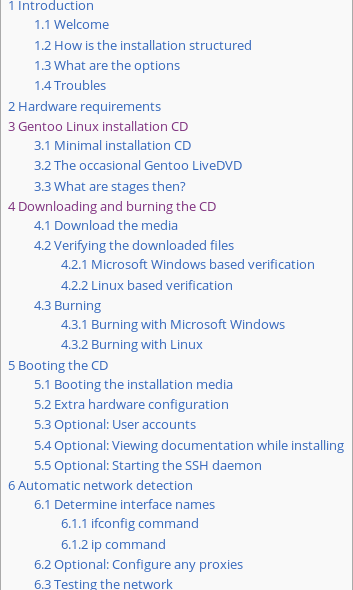 1 Introduction
1.1 Welcome
1.2 How is the installation structured
1.3 What are the options
1.4 Troubles
2 Hardware requirements
3 Gentoo Linux installation CD
3.1 Minimal installation CD
3.2 The occasional Gentoo LiveDVD
3.3 What are stages then?
4 Downloading and burning the CD
4.1 Download the media
4.2 Verifying the downloaded files
4.2.1 Microsoft Windows based verification
4.2.2 Linux based verification
4.3 Burning
4.3.1 Burning with Microsoft Windows
4.3.2 Burning with Linux
5 Booting the CD
5.1 Booting the installation media
5.2 Extra hardware configuration
5.3 Optional: User accounts
5.4 Optional: Viewing documentation while installing
5.5 Optional: Starting the SSH daemon
6 Automatic network detection
6.1 Determine interface names
6.1.1 ifconfig command
6.1.2 ip command
6.2 Optional: Configure any proxies
6.3 Testing the network